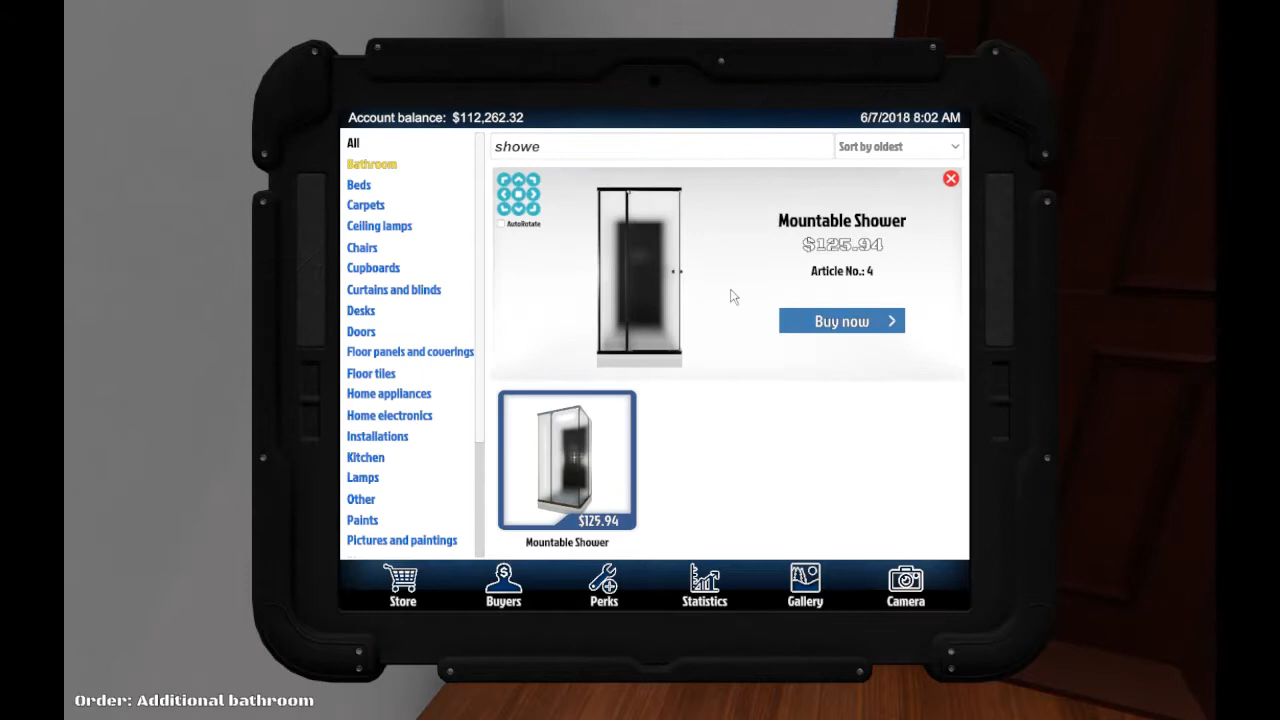 Account balance: $112,262.32
6/7/2018 8:02 AM
All
Bathroom
Beds
Carpets
Ceiling lamps
Chairs
Cupboards
Curtains and blinds
Desks
Doors
Floor panels and coverings
Floor tiles
Home appliances
Home electronics
Installations
Kitchen
Lamps
Other
Paints
Pictures and paintings
showe
Sort by oldest
AutoRotate
Mountable Shower
$125.94
Article No.: 4
Buy now
$125.94
Mountable Shower
Store
Buyers
Perks
Statistics
Gallery
Camera
Order: Additional bathroom